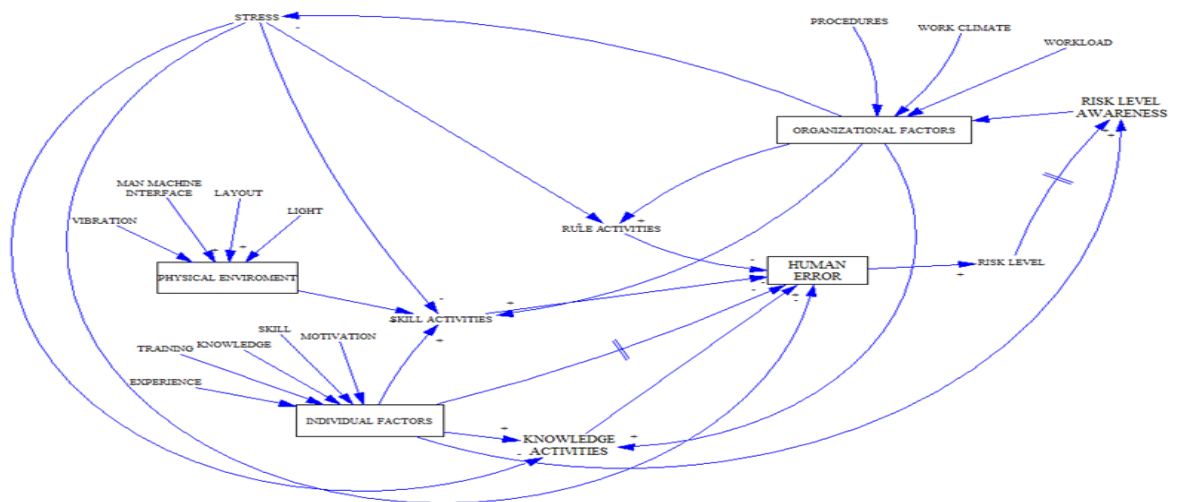 STRESS
PROCEDURES
WORK CLIMATE
WORKLOAD
RISK LEVEL
AWARENESS
ORGANIZATIONAL FACTORS
MAN MACHINE
INTERFACE
LAYOUT
LIGHT
VIBRATION
RULE ACTIVITIES
PHYSICAL ENVIROMENT
HUMAN
ERROR
RISK LEVEL
SKILL ACTIVITIES
SKILL
MOTIVATION
KNOWLEDGE
TRAINING
EXPERIENCE
INDIVIDUAL FACTORS
KNOWLEDGE
ACTIVITIES